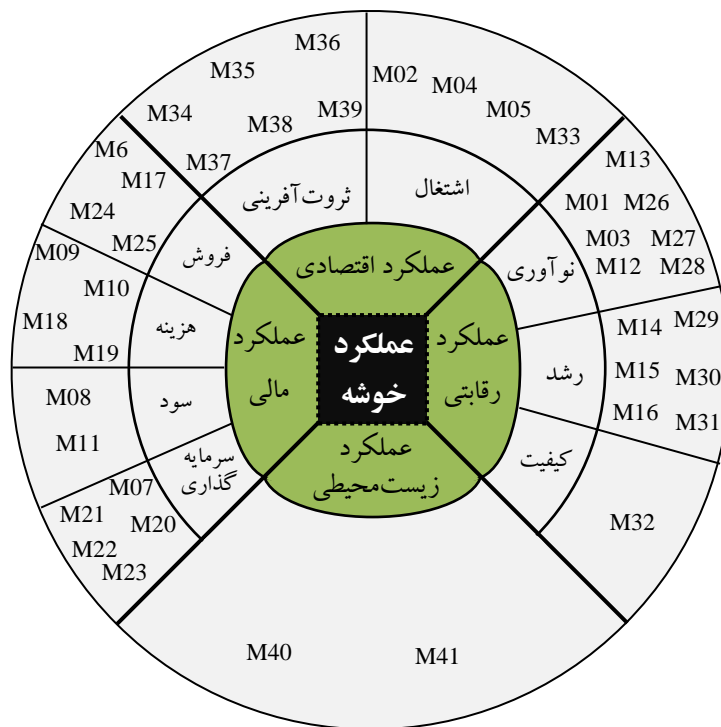 عملکرد
خوشه
عملکرد اقتصادی
عملکرد
رقابتی
عملکرد
زیست‌محیطی
عملکرد
مالی
اشتغال
M02
M04
M05
M33
نوآوری
M13
M01
M26
M03
M27
M12
M28
رشد
M14
M29
M15
M30
M16
M31
کیفیت
M32
M40
M41
سرمایه
گذاری
M07
M21
M20
M22
M23
سود
M08
M11
هزینه
M09
M10
M18
M19
فروش
M6
M17
M24
M25
ثروت‌آفرینی
M36
M35
M34
M39
M38
M37